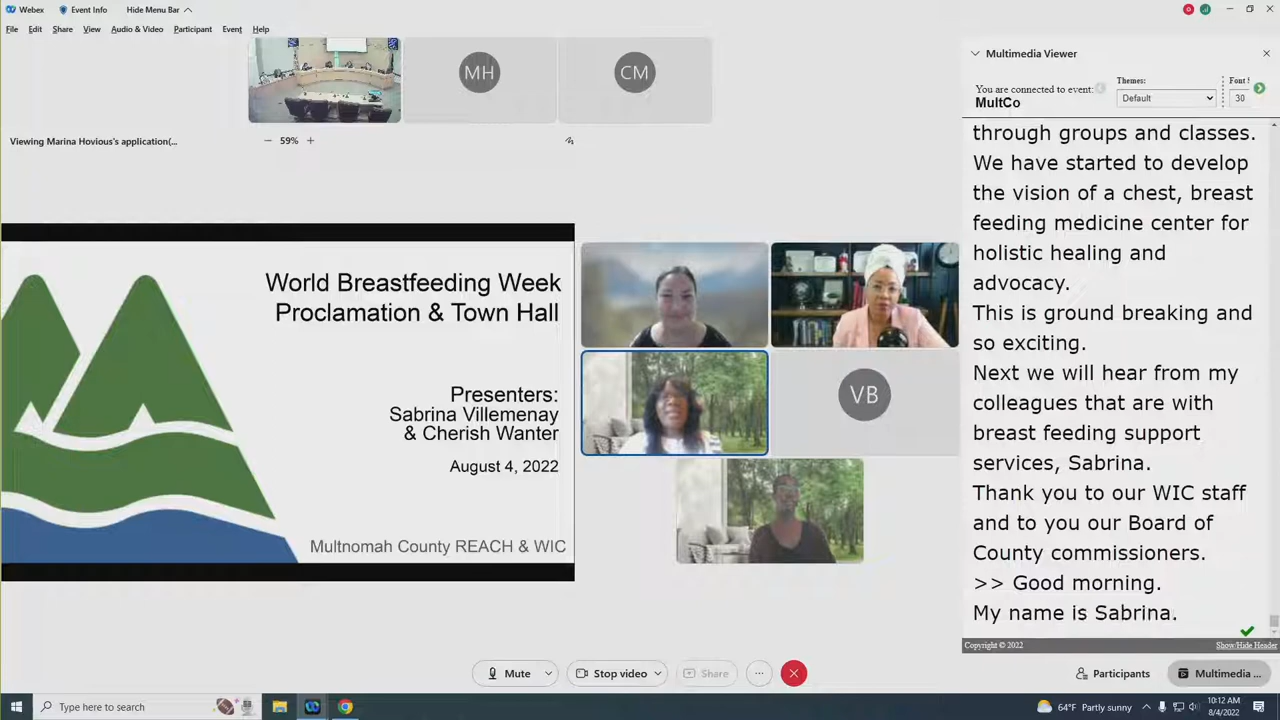 Webex
Event Info
Hide Menu Bar
File
Edit
Share
View
Audio & Video
Participant
Event
Help
MH
CM
Viewing Marina Hovious's application(...
59%
World Breastfeeding Week
Proclamation & Town Hall
Presenters:
Sabrina Villemenay
& Cherish Wanter
August 4, 2022
Multnomah County REACH & WIC
VB
Multimedia Viewer
You are connected to event:
MultCo
Themes:
Default
Font
30
through groups and classes.
We have started to develop
the vision of a chest, breast
feeding medicine center for
holistic healing and
advocacy.
This is ground breaking and
so exciting.
Next we will hear from my
colleagues that are with
breast feeding support
services, Sabrina.
Thank you to our WIC staff
and to you our Board of
County commissioners.
>> Good morning.
My name is Sabrina.
Copyright © 2022
Show/Hide Header
Mute
Stop video
Share
Participants
Multimedia ...
Type here to search
64°F Partly sunny
10:12 AM
8/4/2022